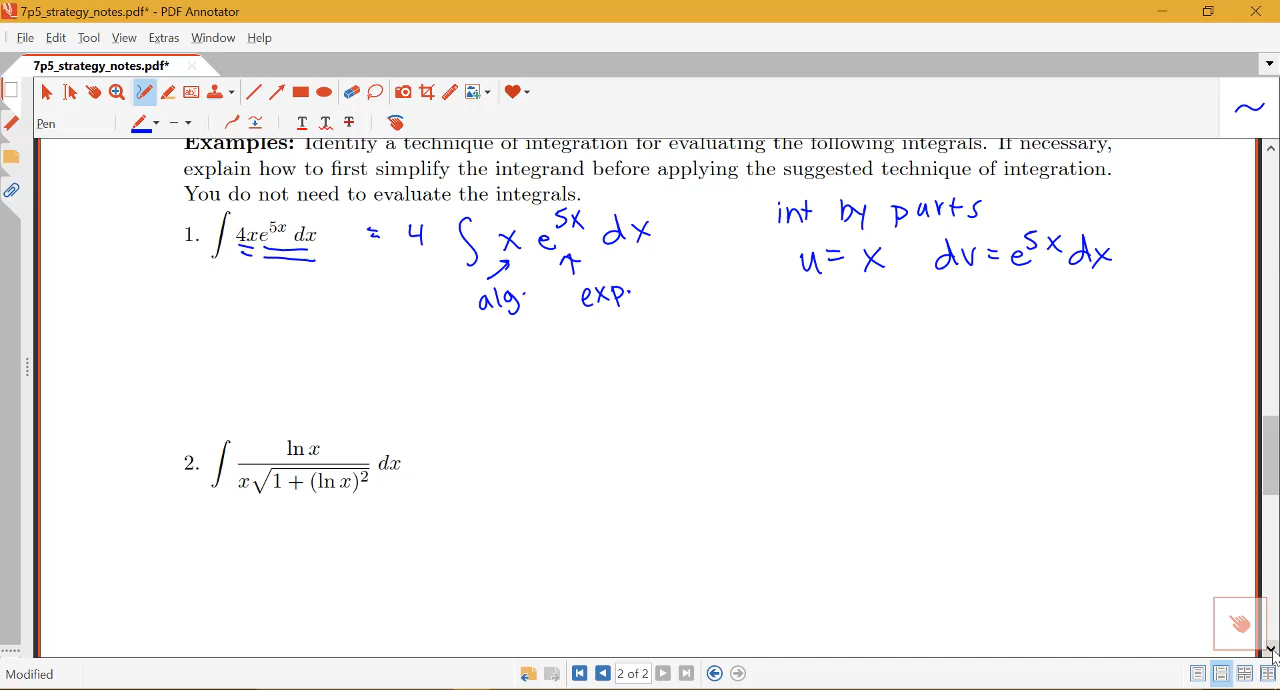 7p5_strategy_notes.pdf* - PDF Annotator
File Edit Tool View Extras Window Help
7p5_strategy_notes.pdf*
Pen
Examples: Identify a technique of integration for evaluating the following integrals. If necessary,
explain how to first simplify the integrand before applying the suggested technique of integration.
You do not need to evaluate the integrals.
1. ∫ 4xe^{5x} dx = 4 ∫ x e^{5x} dx
alg. exp.
int by parts
u = x dv = e^{5x} dx
2. ∫ ln x / (x√(1 + (ln x)²)) dx
Modified 2 of 2